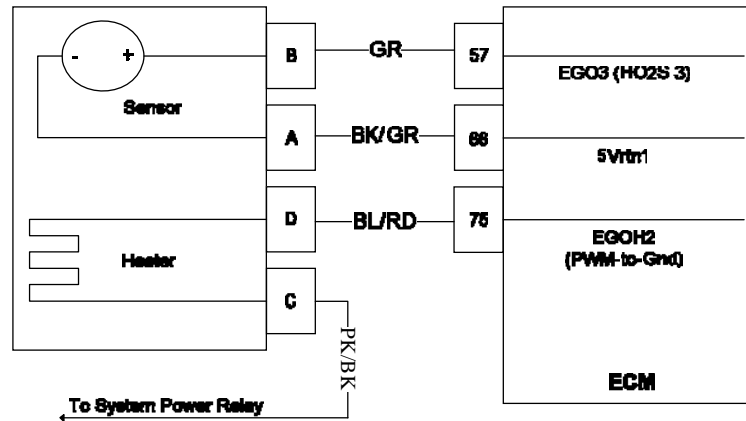 B GR 57
- +
EGO3 (HO2S 3)
Sensor
A BK/GR 66
5Vrtn1
D BL/RD 75
EGOH2
(PWM-to-Gnd)
Heater
C
PK/BK
ECM
To System Power Relay